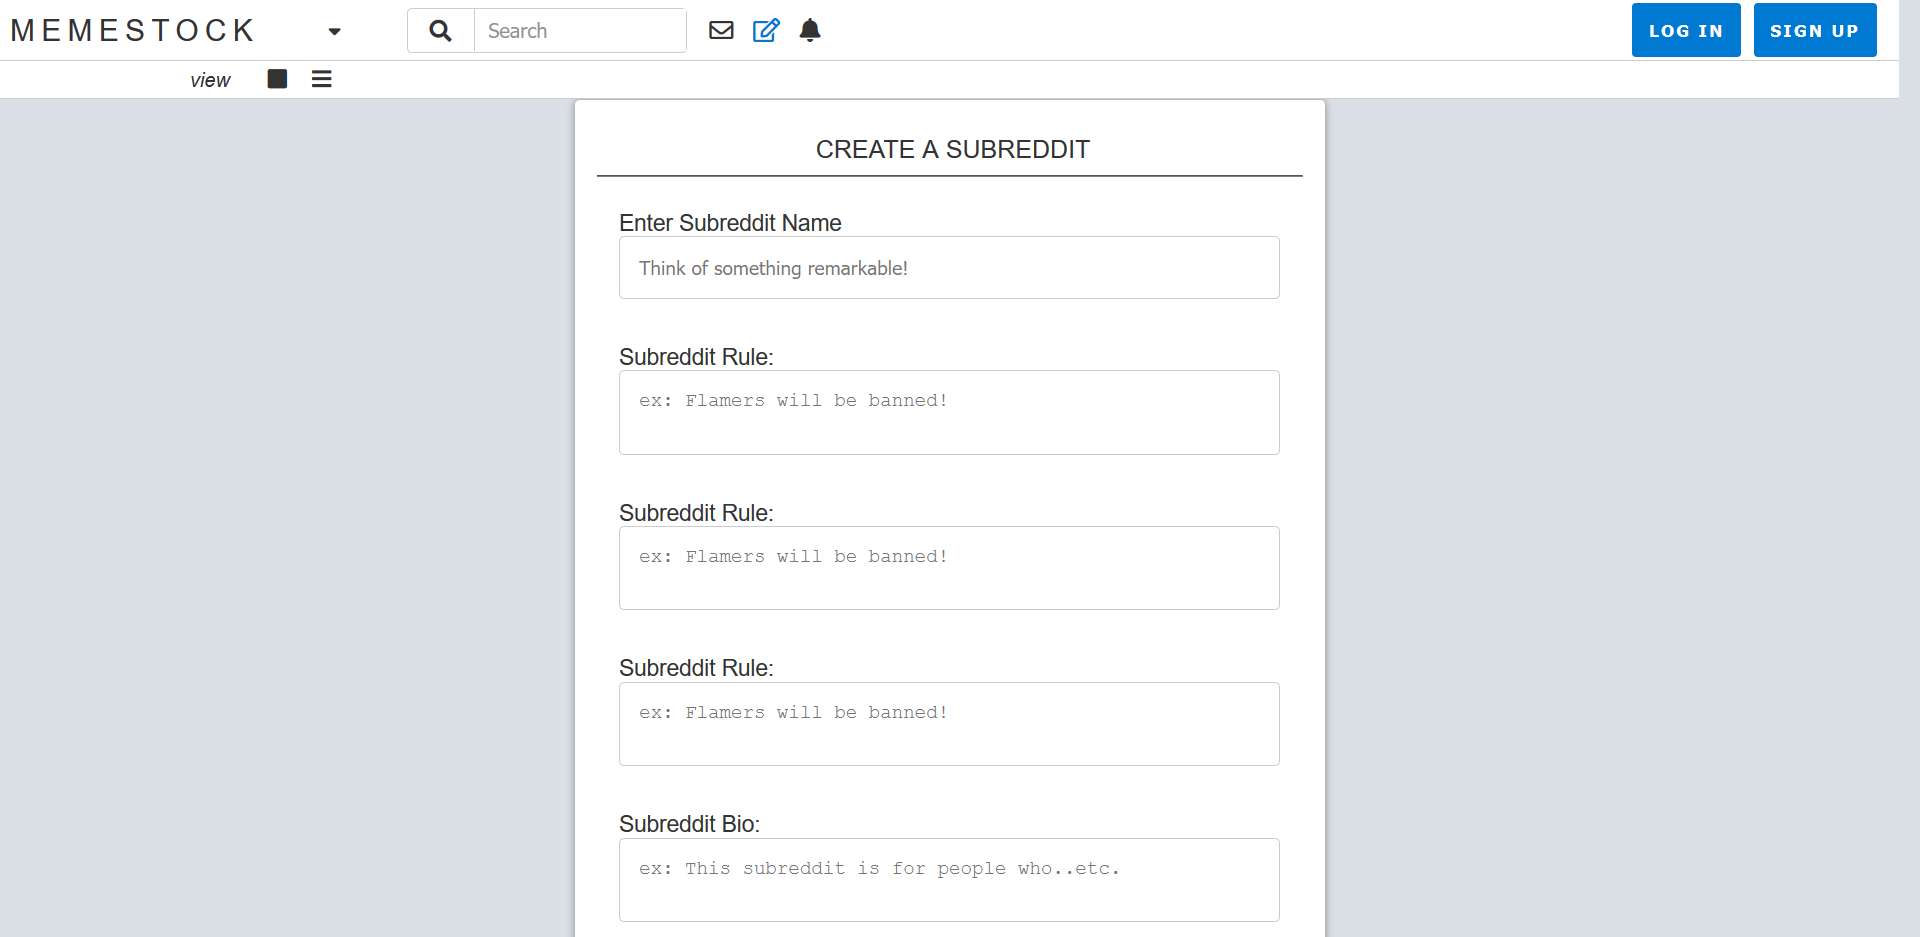 MEMESTOCK
Search
LOG IN
SIGN UP
view
CREATE A SUBREDDIT
Enter Subreddit Name
Think of something remarkable!
Subreddit Rule:
ex: Flamers will be banned!
Subreddit Rule:
ex: Flamers will be banned!
Subreddit Rule:
ex: Flamers will be banned!
Subreddit Bio:
ex: This subreddit is for people who..etc.